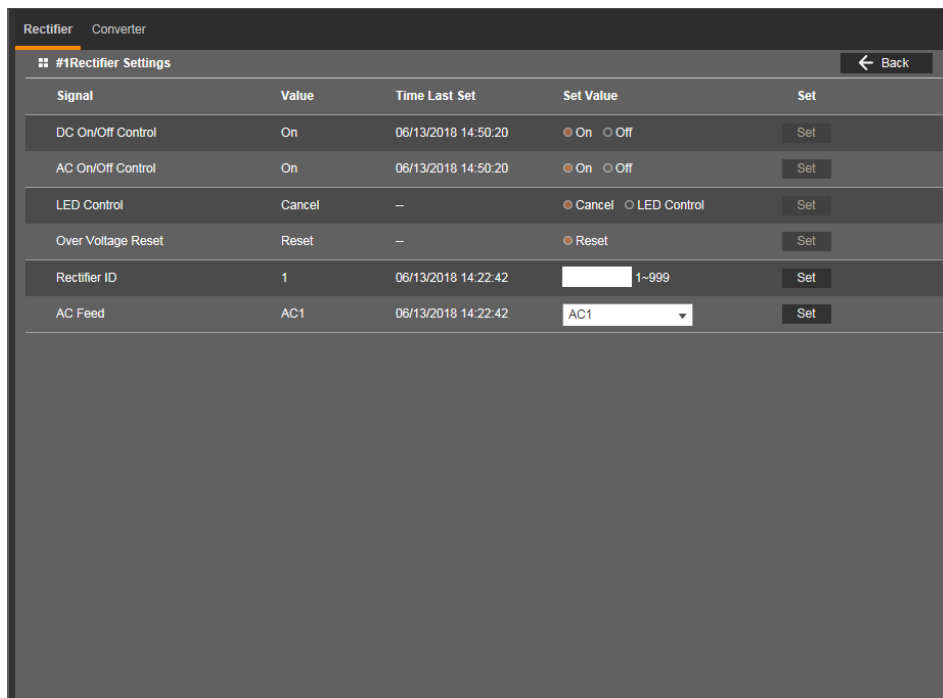 Rectifier Converter
#1Rectifier Settings Back
Signal Value Time Last Set Set Value Set
DC On/Off Control On 06/13/2018 14:50:20 On Off Set
AC On/Off Control On 06/13/2018 14:50:20 On Off Set
LED Control Cancel -- Cancel LED Control Set
Over Voltage Reset Reset -- Reset Set
Rectifier ID 1 06/13/2018 14:22:42 1~999 Set
AC Feed AC1 06/13/2018 14:22:42 AC1 Set